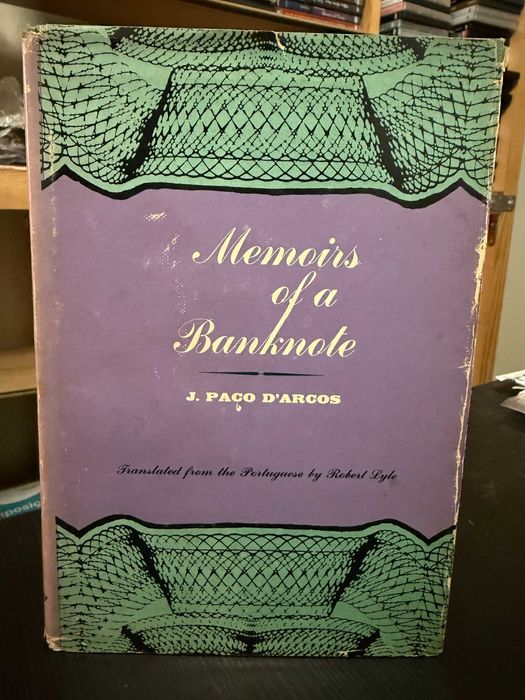 Memoirs
of a
Banknote
J. PAÇO D'ARCOS
Translated from the Portuguese by Robert Lyle